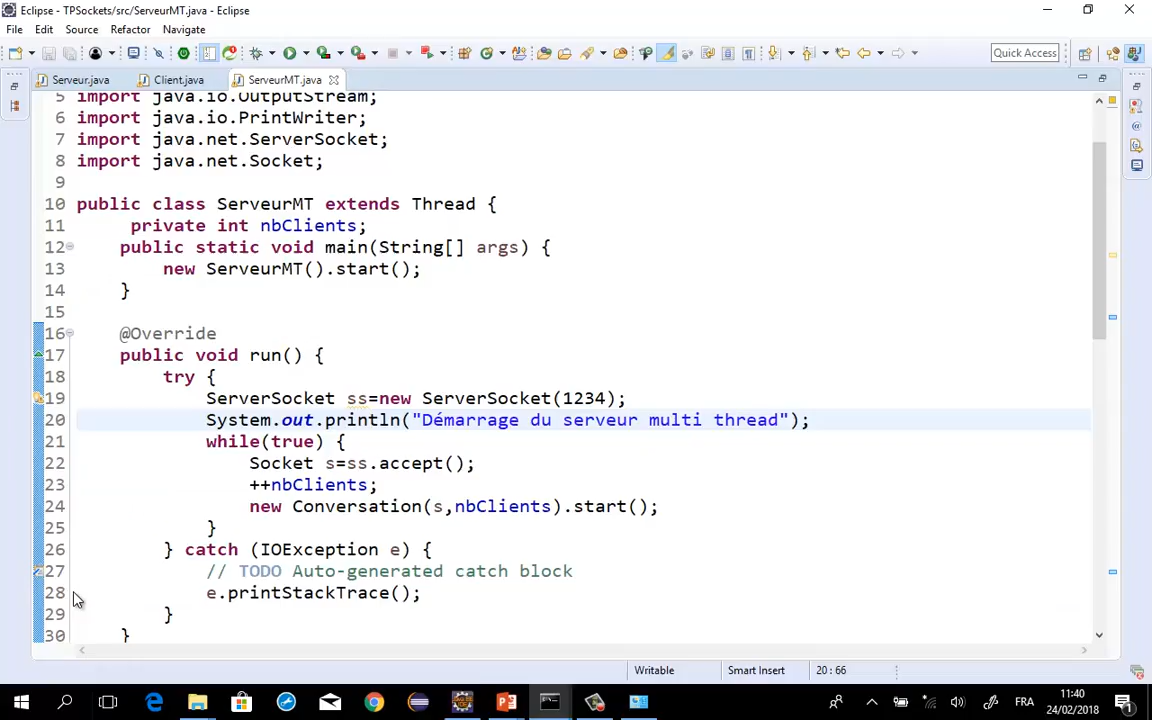 Eclipse - TPSockets/src/ServeurMT.java - Eclipse
File Edit Source Refactor Navigate
Quick Access
Serveur.java Client.java ServeurMT.java
5 import java.io.OutputStream;
6 import java.io.PrintWriter;
7 import java.net.ServerSocket;
8 import java.net.Socket;
9
10 public class ServeurMT extends Thread {
11 private int nbClients;
12 public static void main(String[] args) {
13 new ServeurMT().start();
14 }
15
16 @Override
17 public void run() {
18 try {
19 ServerSocket ss=new ServerSocket(1234);
20 System.out.println("Démarrage du serveur multi thread");
21 while(true) {
22 Socket s=ss.accept();
23 ++nbClients;
24 new Conversation(s,nbClients).start();
25 }
26 } catch (IOException e) {
27 // TODO Auto-generated catch block
28 e.printStackTrace();
29 }
30 }
Writable Smart Insert 20 : 66
FRA 11:40
24/02/2018